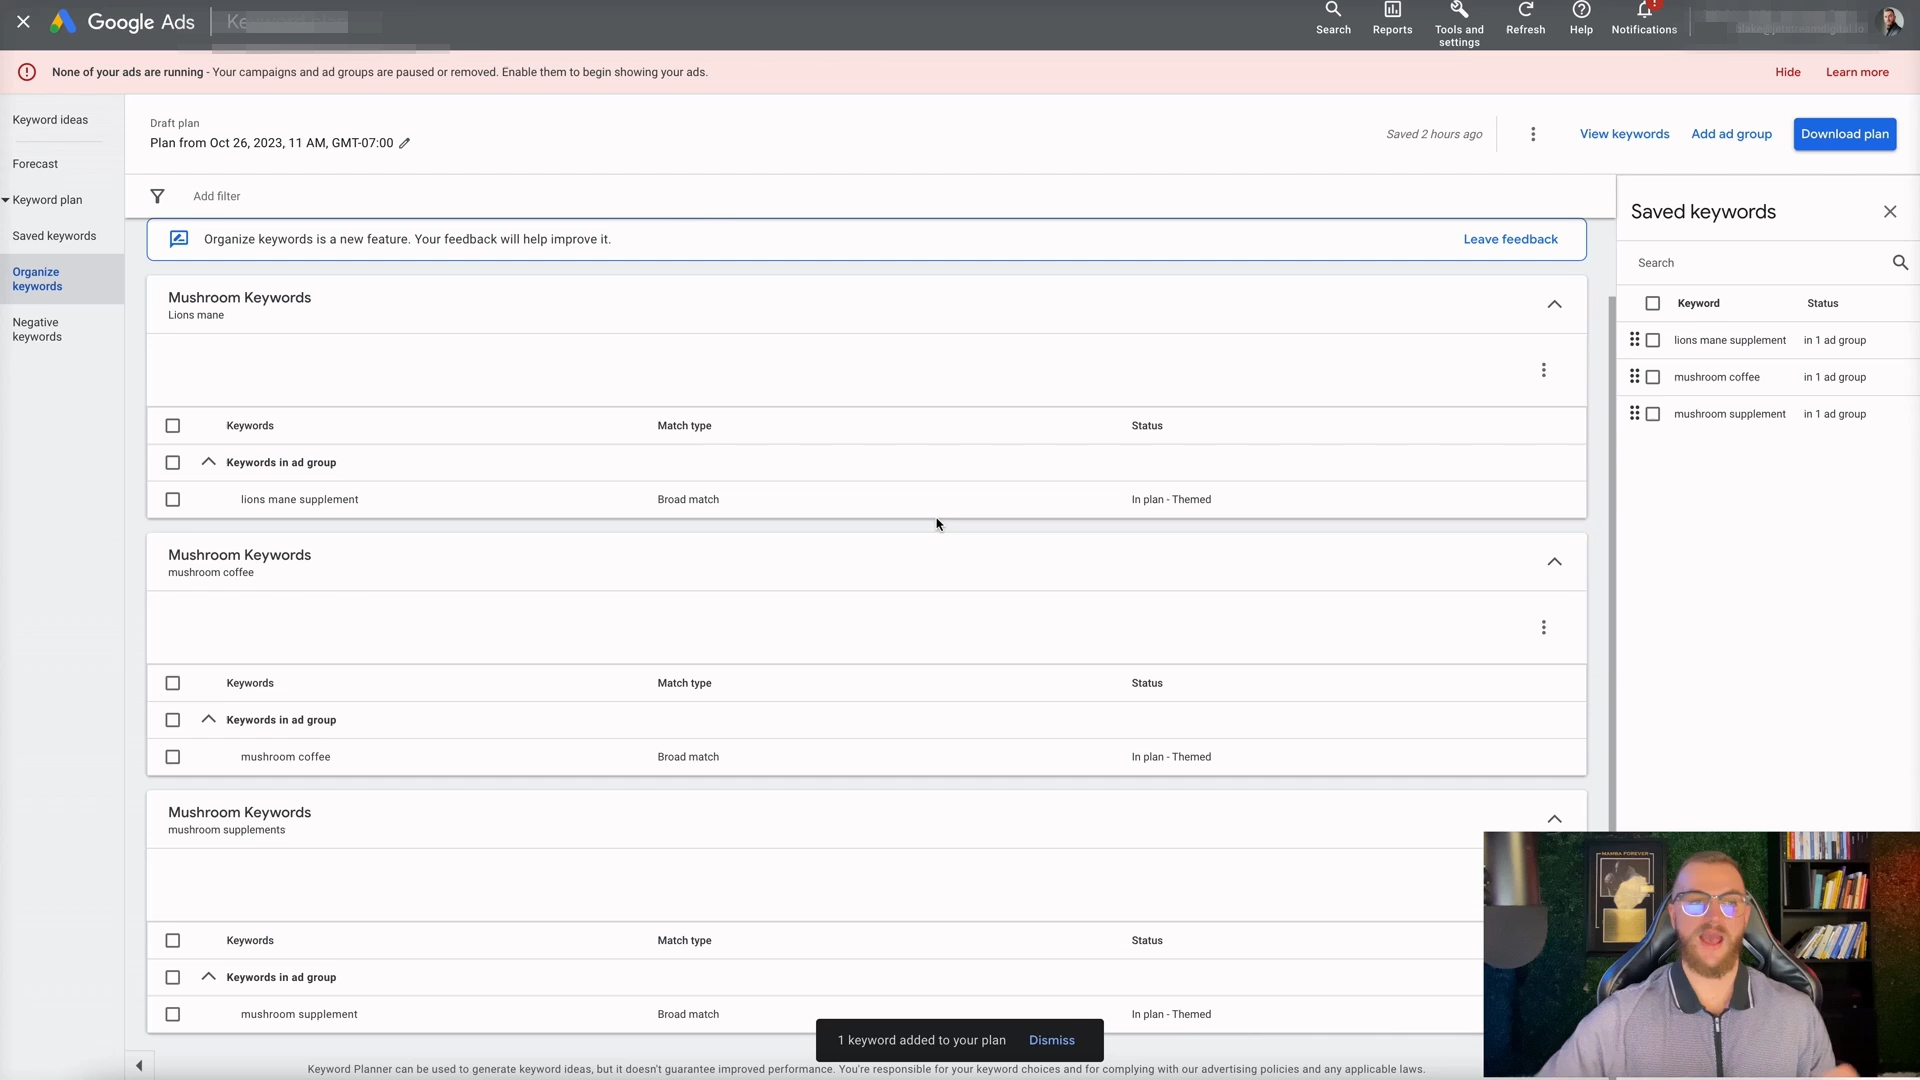 Google Ads
Search
Reports
Tools and
settings
Refresh
Help
Notifications
None of your ads are running - Your campaigns and ad groups are paused or removed. Enable them to begin showing your ads.
Hide
Learn more
Keyword ideas
Forecast
Keyword plan
Saved keywords
Organize
keywords
Negative
keywords
Draft plan
Plan from Oct 26, 2023, 11 AM, GMT-07:00
Saved 2 hours ago
View keywords
Add ad group
Download plan
Add filter
Organize keywords is a new feature. Your feedback will help improve it.
Leave feedback
Mushroom Keywords
Lions mane
Keywords Match type Status
Keywords in ad group
lions mane supplement Broad match In plan - Themed
Mushroom Keywords
mushroom coffee
Keywords Match type Status
Keywords in ad group
mushroom coffee Broad match In plan - Themed
Mushroom Keywords
mushroom supplements
Keywords Match type Status
Keywords in ad group
mushroom supplement Broad match In plan - Themed
1 keyword added to your plan Dismiss
Keyword Planner can be used to generate keyword ideas, but it doesn't guarantee improved performance. You're responsible for your keyword choices and for complying with our advertising policies and any applicable laws.
Saved keywords
Search
Keyword Status
lions mane supplement in 1 ad group
mushroom coffee in 1 ad group
mushroom supplement in 1 ad group
MAMBA FOREVER